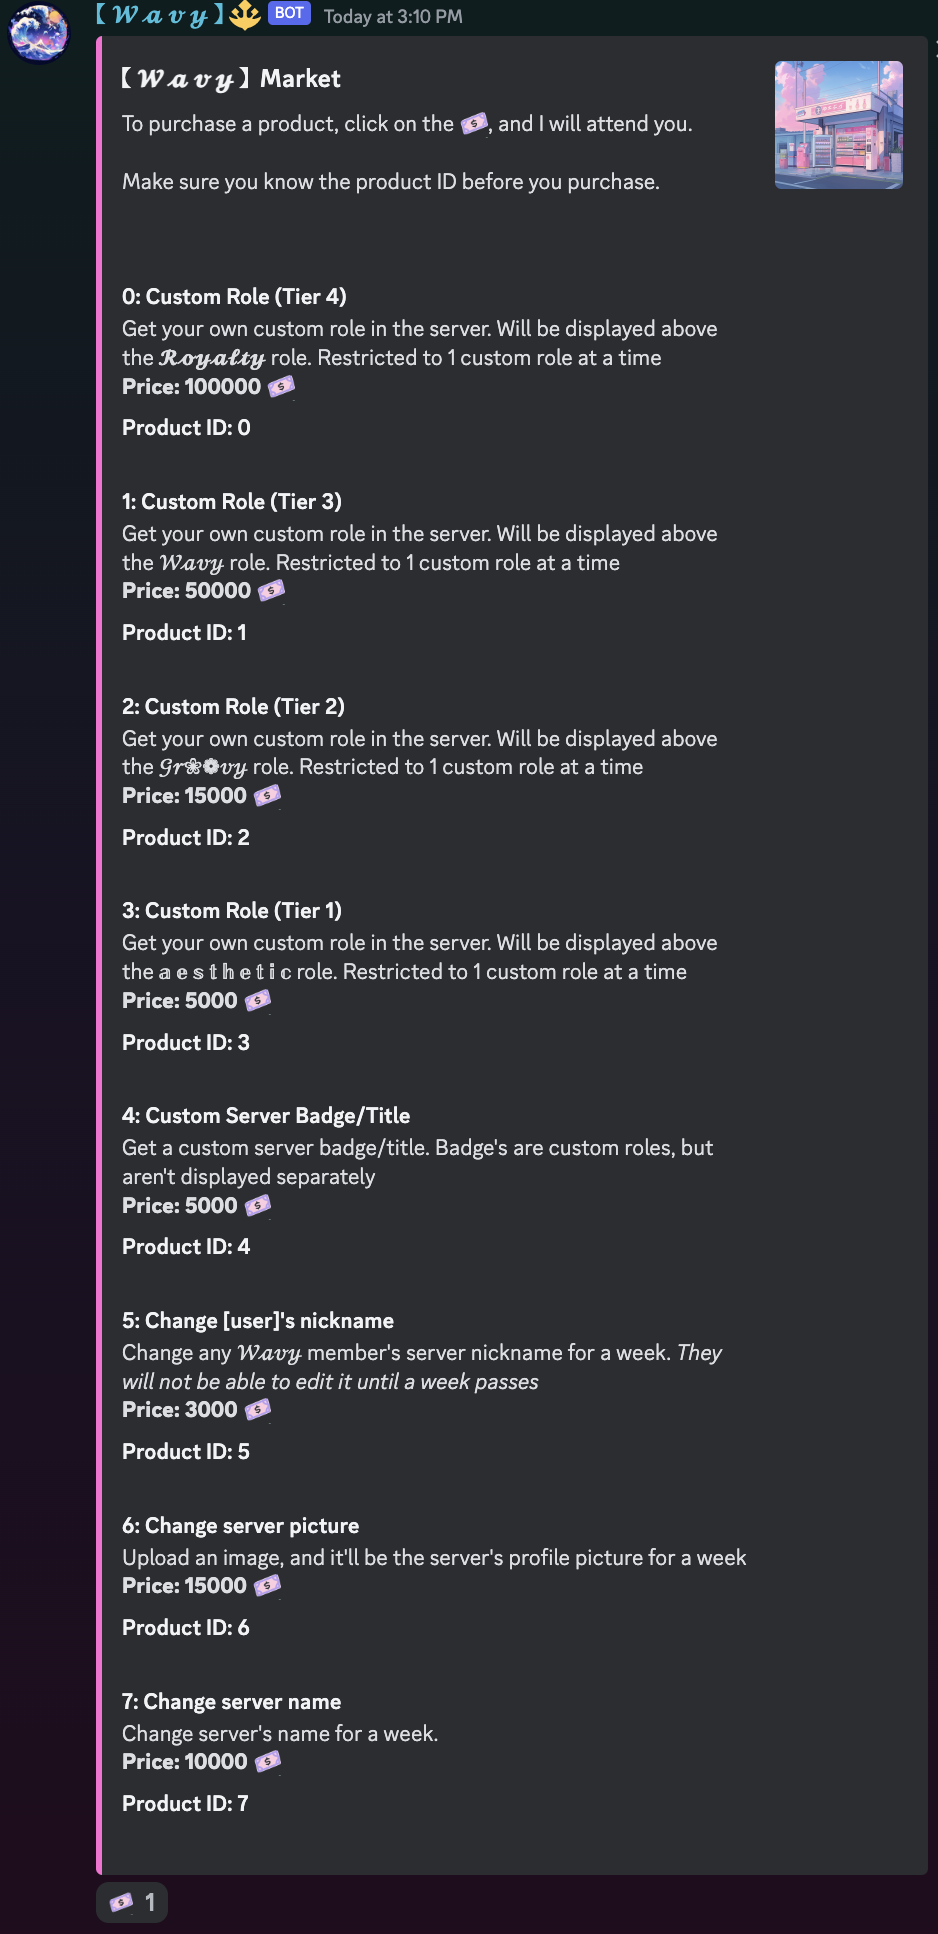 【 𝓦 𝓪 𝓿 𝔂 】 BOT Today at 3:10 PM
【 𝓦 𝓪 𝓿 𝔂 】 Market
To purchase a product, click on the , and I will attend you.
Make sure you know the product ID before you purchase.
0: Custom Role (Tier 4)
Get your own custom role in the server. Will be displayed above
the 𝓡𝓸𝔂𝓪𝓵𝓽𝔂 role. Restricted to 1 custom role at a time
Price: 100000
Product ID: 0
1: Custom Role (Tier 3)
Get your own custom role in the server. Will be displayed above
the 𝓦𝓪𝓿𝔂 role. Restricted to 1 custom role at a time
Price: 50000
Product ID: 1
2: Custom Role (Tier 2)
Get your own custom role in the server. Will be displayed above
the 𝒢𝓇❀❁𝓋𝓎 role. Restricted to 1 custom role at a time
Price: 15000
Product ID: 2
3: Custom Role (Tier 1)
Get your own custom role in the server. Will be displayed above
the 𝕒 𝕖 𝕤 𝕥 𝕙 𝕖 𝕥 𝕚 𝕔 role. Restricted to 1 custom role at a time
Price: 5000
Product ID: 3
4: Custom Server Badge/Title
Get a custom server badge/title. Badge's are custom roles, but
aren't displayed separately
Price: 5000
Product ID: 4
5: Change [user]'s nickname
Change any 𝓦𝓪𝓿𝔂 member's server nickname for a week. They
will not be able to edit it until a week passes
Price: 3000
Product ID: 5
6: Change server picture
Upload an image, and it'll be the server's profile picture for a week
Price: 15000
Product ID: 6
7: Change server name
Change server's name for a week.
Price: 10000
Product ID: 7
1